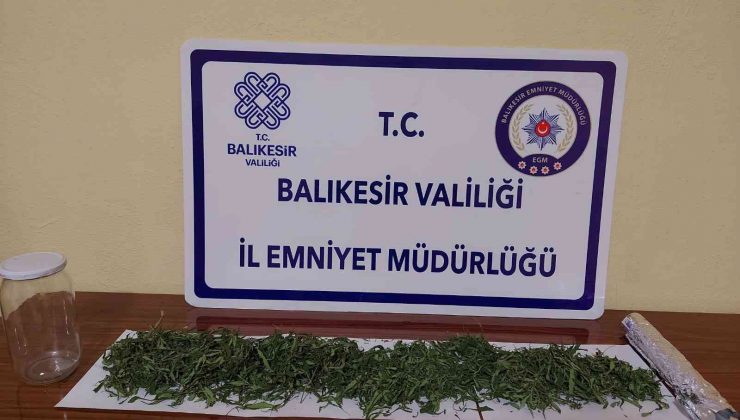 T.C.
BALIKESİR
VALİLİĞİ
T.C.
BALIKESİR EMNİYET MÜDÜRLÜĞÜ
EGM
BALIKESİR VALİLİĞİ
İL EMNİYET MÜDÜRLÜĞÜ